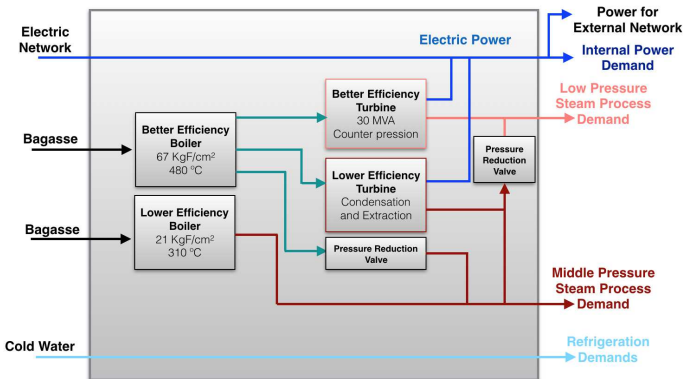 Power for
External Network
Electric
Network
Electric Power
Internal Power
Demand
Better Efficiency
Turbine
30 MVA
Counter pression
Low Pressure
Steam Process
Demand
Bagasse
Better Efficiency
Boiler
67 KgF/cm²
480 ºC
Pressure
Reduction
Valve
Lower Efficiency
Turbine
Condensation
and Extraction
Bagasse
Lower Efficiency
Boiler
21 KgF/cm²
310 ºC
Pressure Reduction
Valve
Middle Pressure
Steam Process
Demand
Cold Water
Refrigeration
Demands